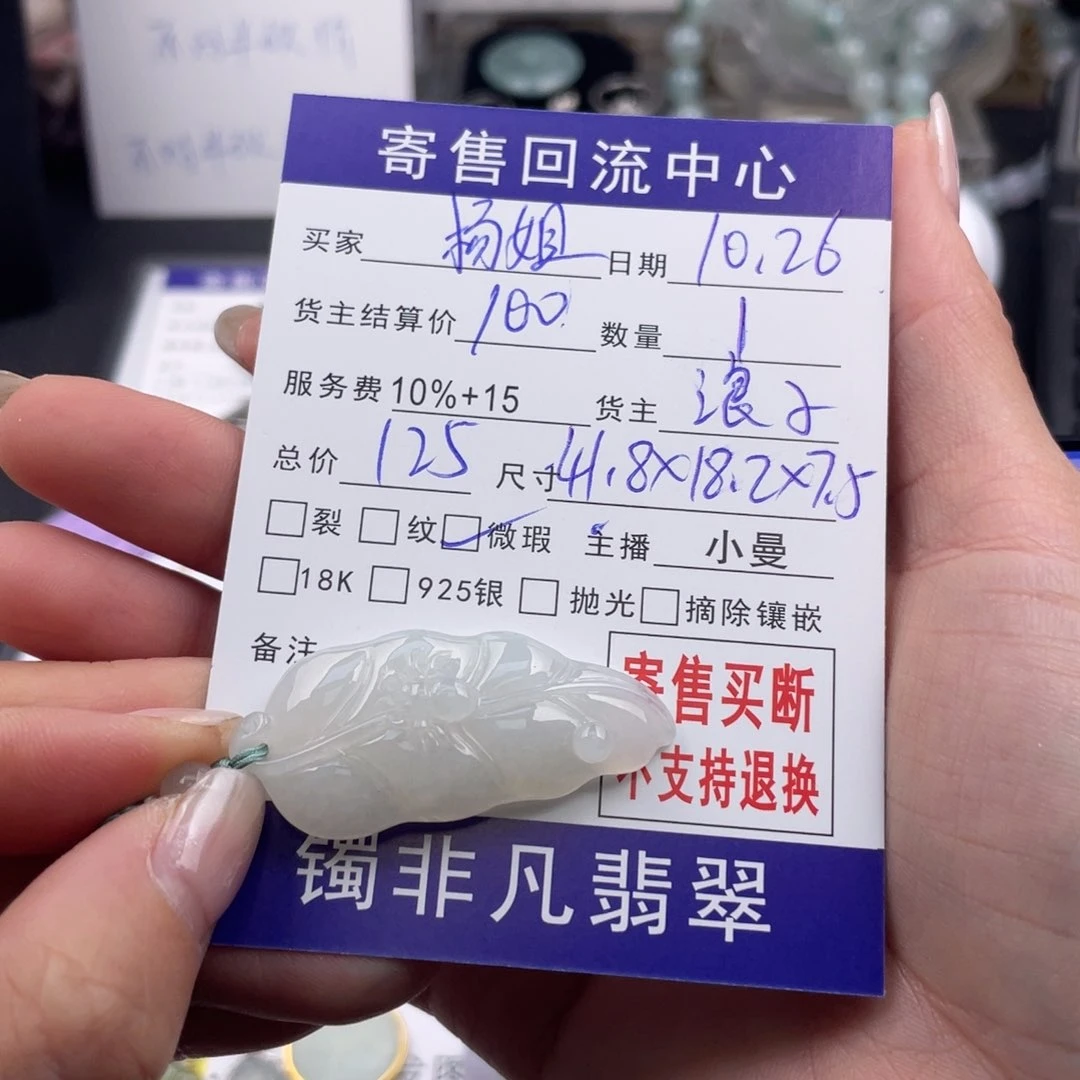 寄售回流中心
买家 杨姐 日期 10.26
货主结算价 100 数量 1
服务费 10%+15 货主 浪子
总价 125 尺寸 41.8×18.2×7.5
裂 纹 微瑕 主播 小曼
18K 925银 抛光 摘除镶嵌
备注
寄售买断
不支持退换
镯非凡翡翠